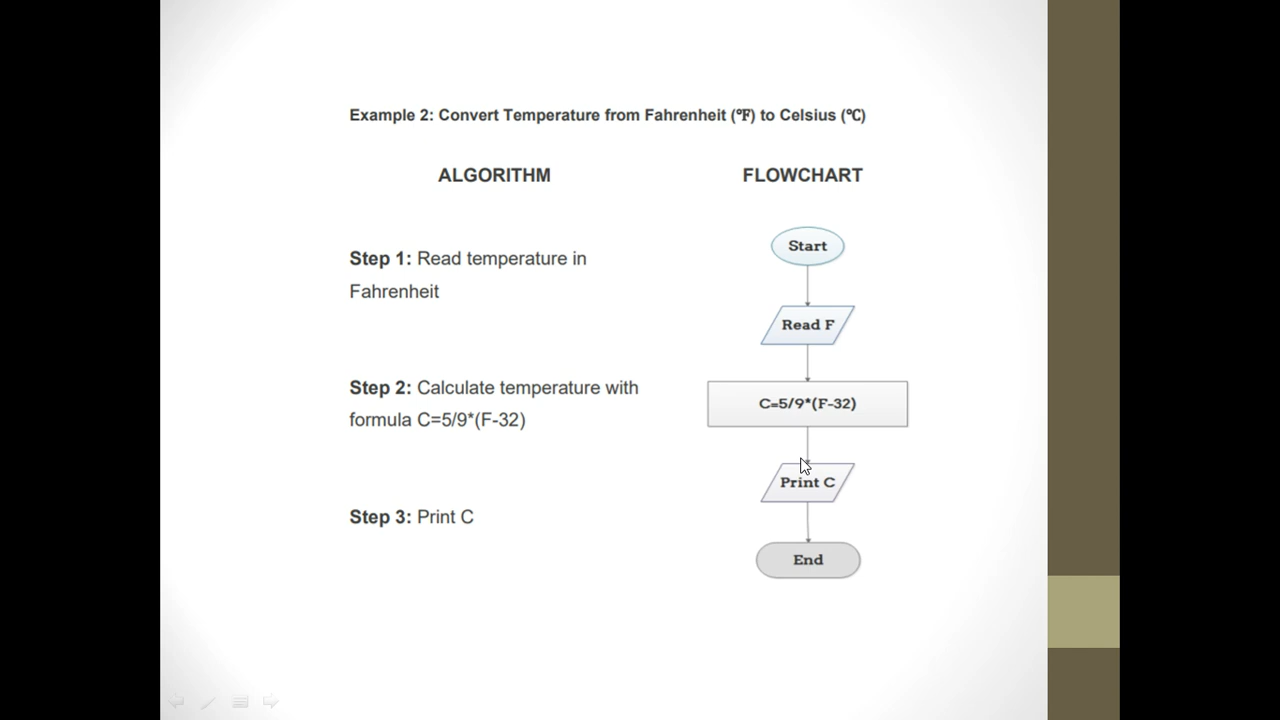 Example 2: Convert Temperature from Fahrenheit (℉) to Celsius (℃)
ALGORITHM
FLOWCHART
Step 1: Read temperature in
Fahrenheit
Step 2: Calculate temperature with
formula C=5/9*(F-32)
Step 3: Print C
Start
Read F
C=5/9*(F-32)
Print C
End